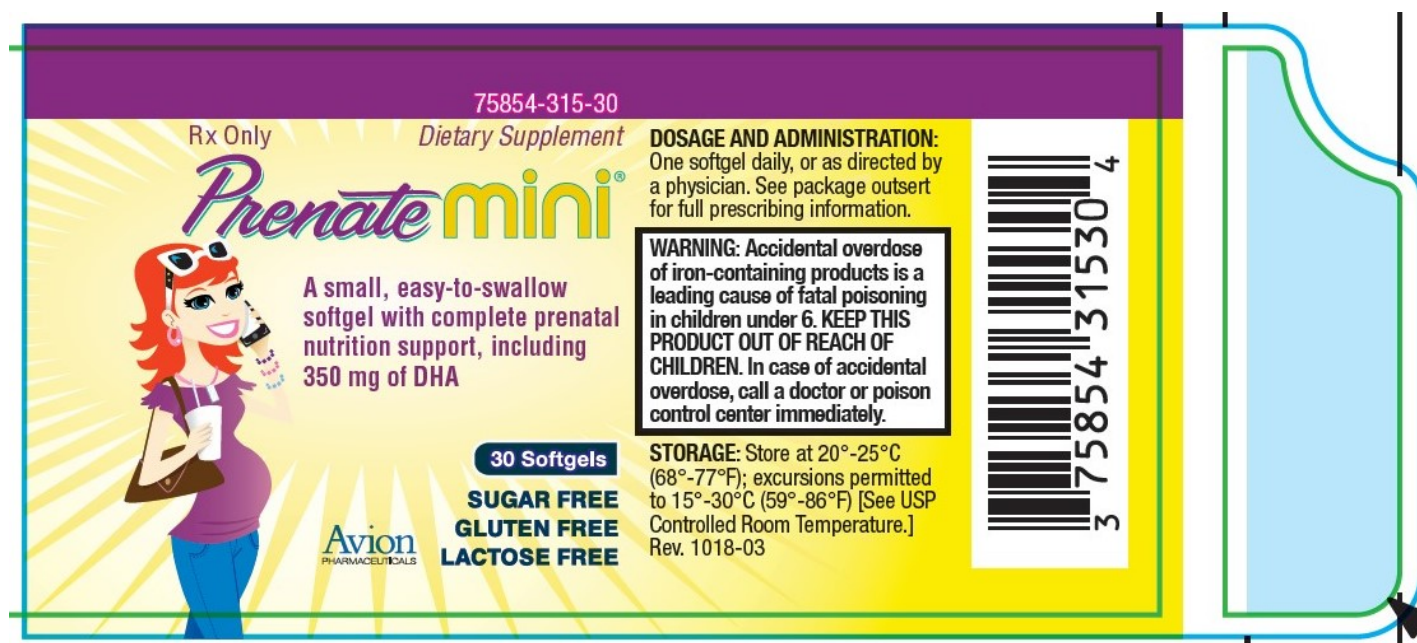 75854-315-30
Rx Only
Dietary Supplement
Prenate mini®
A small, easy-to-swallow
softgel with complete prenatal
nutrition support, including
350 mg of DHA
30 Softgels
SUGAR FREE
GLUTEN FREE
LACTOSE FREE
Avion
PHARMACEUTICALS
DOSAGE AND ADMINISTRATION:
One softgel daily, or as directed by
a physician. See package outsert
for full prescribing information.
WARNING: Accidental overdose
of iron-containing products is a
leading cause of fatal poisoning
in children under 6. KEEP THIS
PRODUCT OUT OF REACH OF
CHILDREN. In case of accidental
overdose, call a doctor or poison
control center immediately.
STORAGE: Store at 20°-25°C
(68°-77°F); excursions permitted
to 15°-30°C (59°-86°F) [See USP
Controlled Room Temperature.]
Rev. 1018-03
3 75854 31530 4